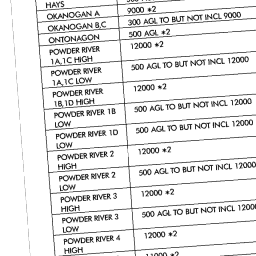 HAYS
OKANOGAN A 9000 *2
OKANOGAN B,C 300 AGL TO BUT NOT INCL 9000
ONTONAGON 500 AGL *2
POWDER RIVER 12000 *2
1A,1C HIGH
POWDER RIVER 500 AGL TO BUT NOT INCL 12000
1A,1C LOW
POWDER RIVER 12000 *2
1B,1D HIGH
POWDER RIVER 1B 500 AGL TO BUT NOT INCL 12000
LOW
POWDER RIVER 1D 500 AGL TO BUT NOT INCL 12000
LOW
POWDER RIVER 2 12000 *2
HIGH
POWDER RIVER 2 500 AGL TO BUT NOT INCL 12000
LOW
POWDER RIVER 3 12000 *2
HIGH
POWDER RIVER 3 500 AGL TO BUT NOT INCL 12000
LOW
POWDER RIVER 4 12000 *2
HIGH